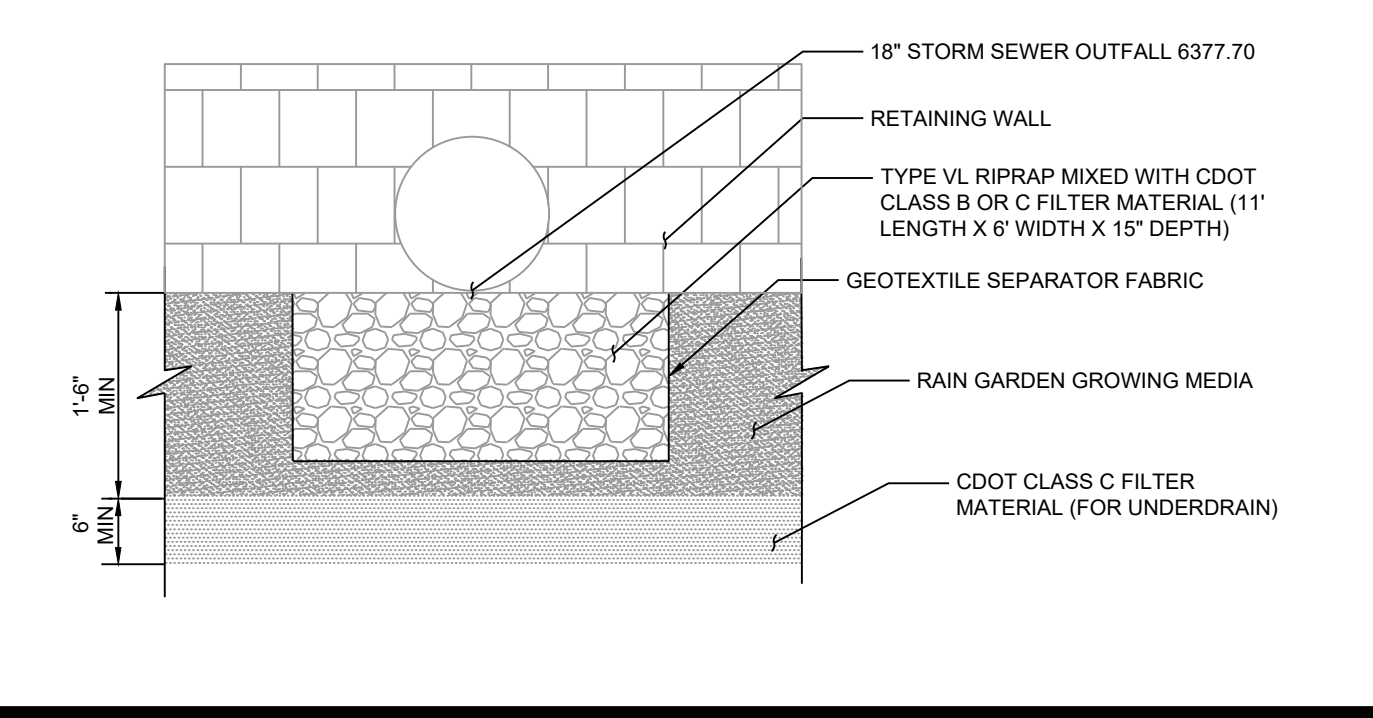 18" STORM SEWER OUTFALL 6377.70
RETAINING WALL
TYPE VL RIPRAP MIXED WITH CDOT
CLASS B OR C FILTER MATERIAL (11'
LENGTH X 6' WIDTH X 15" DEPTH)
GEOTEXTILE SEPARATOR FABRIC
1'-6"
MIN
RAIN GARDEN GROWING MEDIA
6"
MIN
CDOT CLASS C FILTER
MATERIAL (FOR UNDERDRAIN)